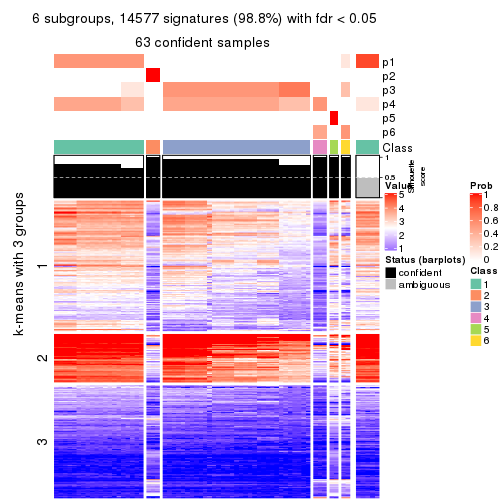 6 subgroups, 14577 signatures (98.8%) with fdr < 0.05
63 confident samples
p1
p2
p3
p4
p5
p6
Class
1
0.5
0
Silhouette
score
k-means with 3 groups
1
2
3
Value
5
4
3
2
1
Status (barplots)
confident
ambiguous
Prob
1
0.8
0.6
0.4
0.2
0
Class
1
2
3
4
5
6